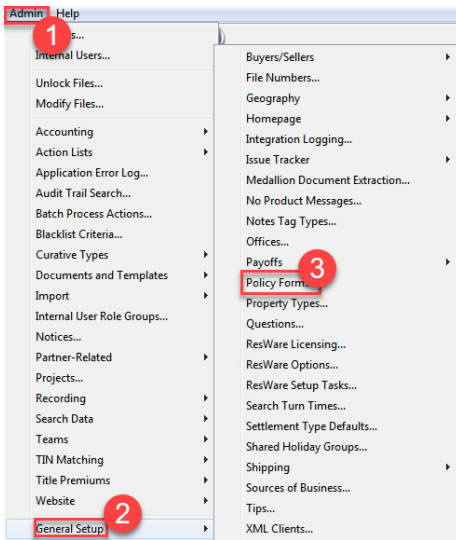 Admin Help
1
Internal Users...
Unlock Files...
Modify Files...
Accounting
Action Lists
Application Error Log...
Audit Trail Search...
Batch Process Actions...
Blacklist Criteria...
Curative Types
Documents and Templates
Import
Internal User Role Groups...
Notices...
Partner-Related
Projects...
Recording
Search Data
Teams
TIN Matching
Title Premiums
Website
2
General Setup
Buyers/Sellers
File Numbers...
Geography
Homepage
Integration Logging...
Issue Tracker
Medallion Document Extraction...
No Product Messages...
Notes Tag Types...
Offices...
Payoffs
3
Policy Form
Property Types...
Questions...
ResWare Licensing...
ResWare Options...
ResWare Setup Tasks...
Search Turn Times...
Settlement Type Defaults...
Shared Holiday Groups...
Shipping
Sources of Business...
Tips...
XML Clients...